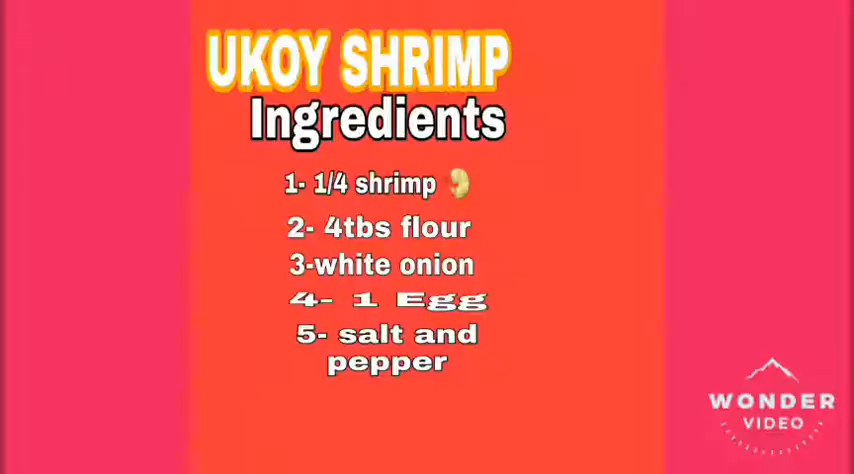 UKOY SHRIMP
Ingredients
1- 1/4 shrimp 🍤
2- 4tbs flour
3-white onion
4- 1 Egg
5- salt and
pepper
WONDER
VIDEO